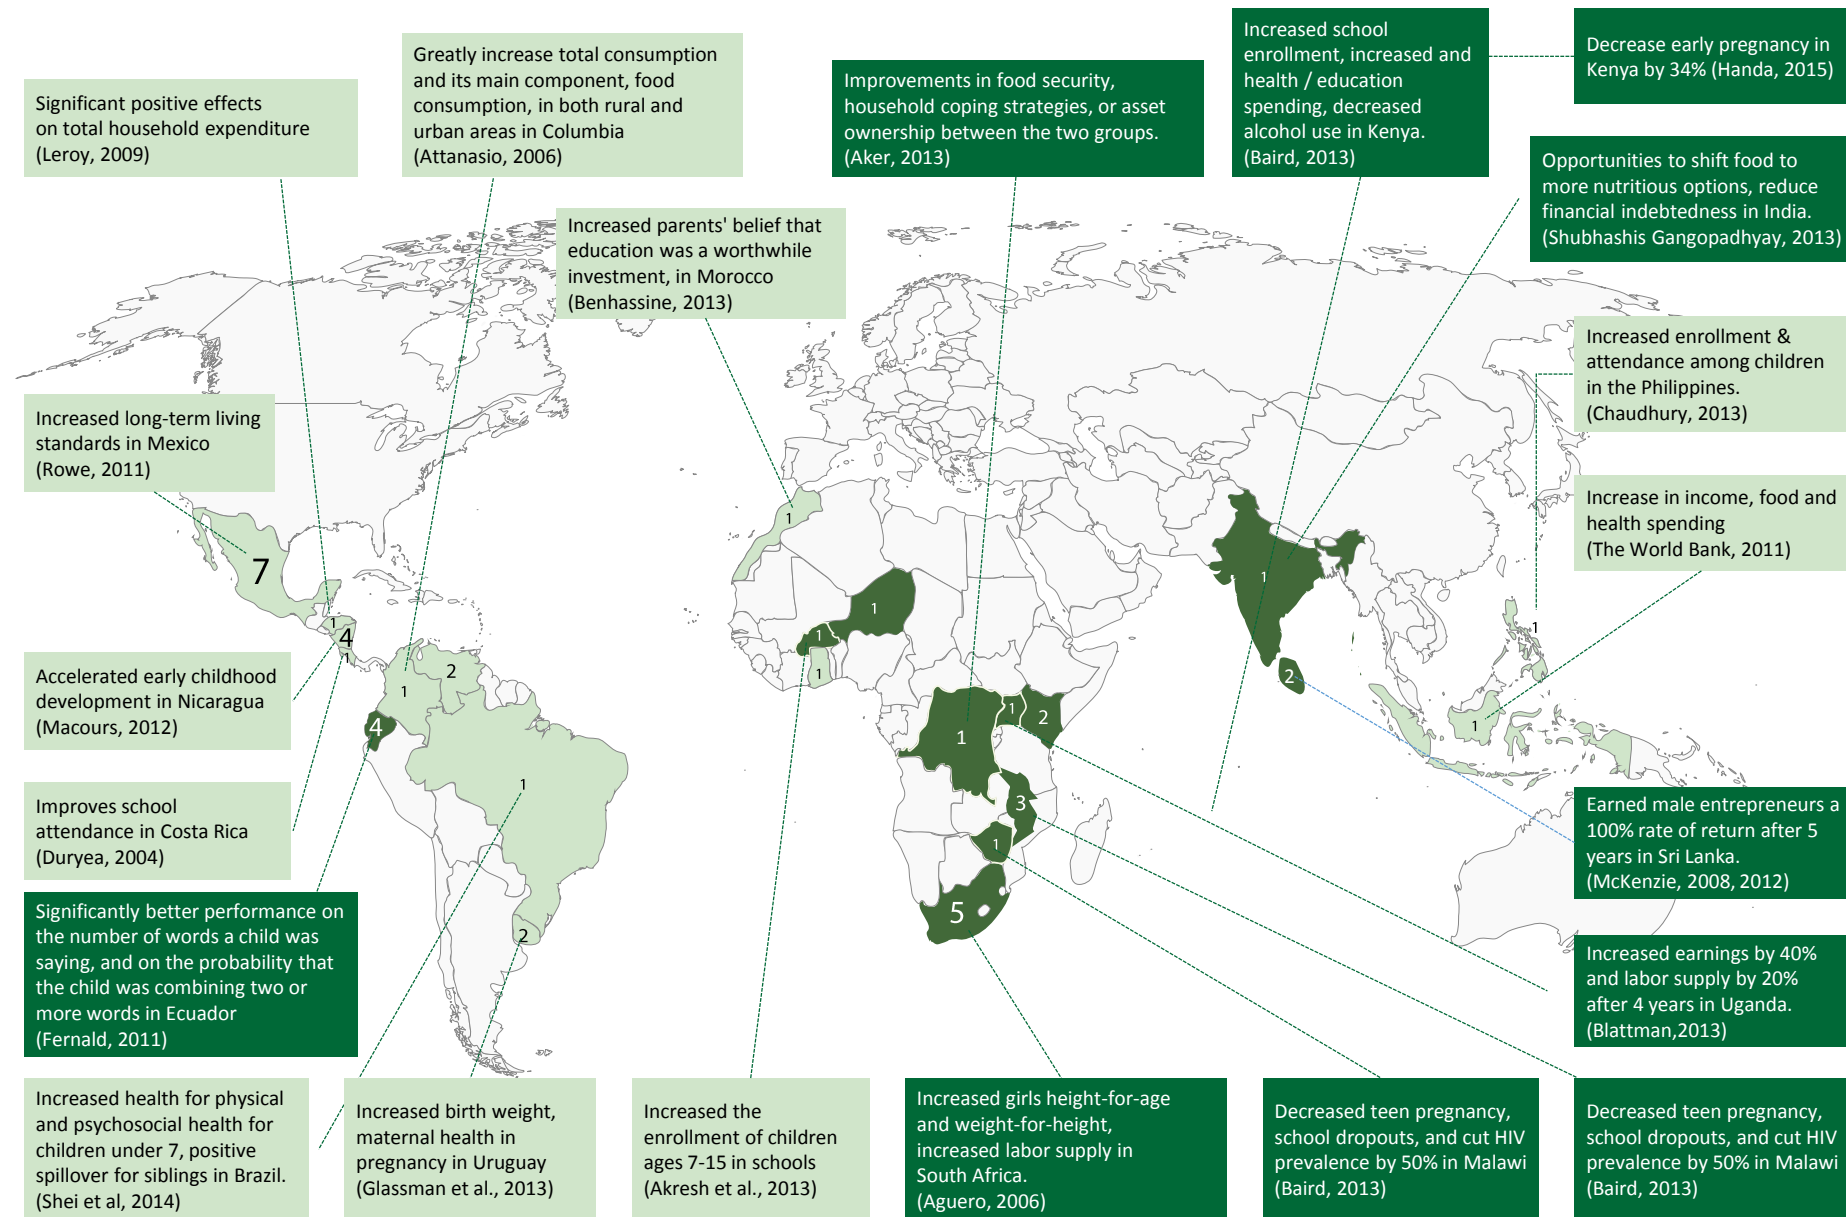 Significant positive effects
on total household expenditure
(Leroy, 2009)
Greatly increase total consumption
and its main component, food
consumption, in both rural and
urban areas in Columbia
(Attanasio, 2006)
Improvements in food security,
household coping strategies, or asset
ownership between the two groups.
(Aker, 2013)
Increased school
enrollment, increased and
health / education
spending, decreased
alcohol use in Kenya.
(Baird, 2013)
Decrease early pregnancy in
Kenya by 34% (Handa, 2015)
Opportunities to shift food to
more nutritious options, reduce
financial indebtedness in India.
(Shubhashis Gangopadhyay, 2013)
Increased parents' belief that
education was a worthwhile
investment, in Morocco
(Benhassine, 2013)
Increased enrollment &
attendance among children
in the Philippines.
(Chaudhury, 2013)
Increased long-term living
standards in Mexico
(Rowe, 2011)
Increase in income, food and
health spending
(The World Bank, 2011)
7
1
4
1
1
2
4
1
2
1
1
1
1
1
1
2
3
1
5
1
2
1
1
Accelerated early childhood
development in Nicaragua
(Macours, 2012)
Improves school
attendance in Costa Rica
(Duryea, 2004)
Earned male entrepreneurs a
100% rate of return after 5
years in Sri Lanka.
(McKenzie, 2008, 2012)
Significantly better performance on
the number of words a child was
saying, and on the probability that
the child was combining two or
more words in Ecuador
(Fernald, 2011)
Increased earnings by 40%
and labor supply by 20%
after 4 years in Uganda.
(Blattman,2013)
Increased health for physical
and psychosocial health for
children under 7, positive
spillover for siblings in Brazil.
(Shei et al, 2014)
Increased birth weight,
maternal health in
pregnancy in Uruguay
(Glassman et al., 2013)
Increased the
enrollment of children
ages 7-15 in schools
(Akresh et al., 2013)
Increased girls height-for-age
and weight-for-height,
increased labor supply in
South Africa.
(Aguero, 2006)
Decreased teen pregnancy,
school dropouts, and cut HIV
prevalence by 50% in Malawi
(Baird, 2013)
Decreased teen pregnancy,
school dropouts, and cut HIV
prevalence by 50% in Malawi
(Baird, 2013)